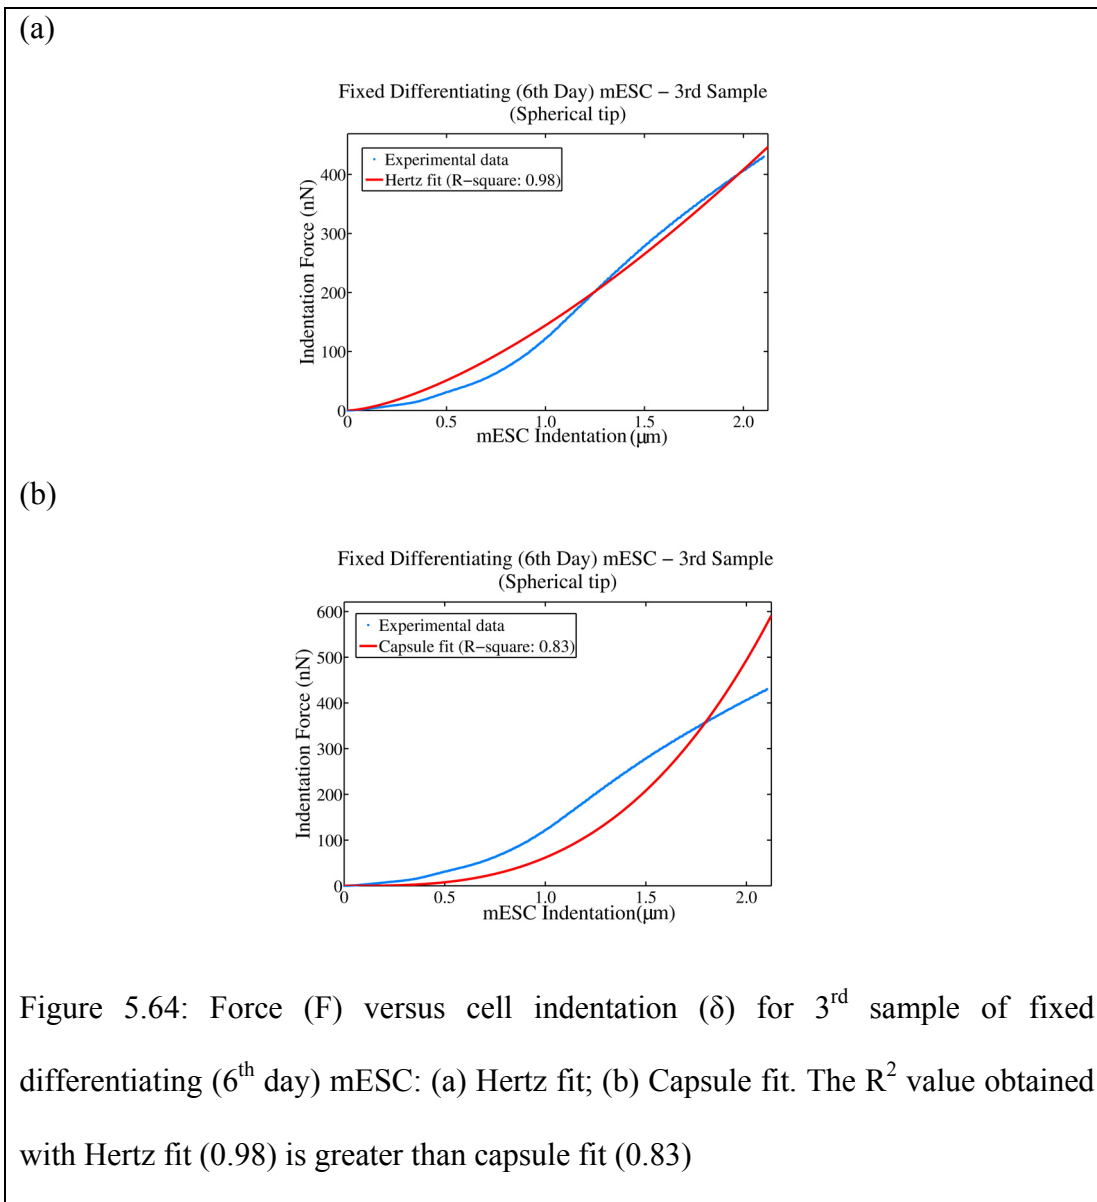 (a)
Fixed Differentiating (6th Day) mESC − 3rd Sample
(Spherical tip)
Experimental data
Hertz fit (R−square: 0.98)
Indentation Force (nN)
400
300
200
100
0
0 0.5 1.0 1.5 2.0
mESC Indentation (μm)
(b)
Fixed Differentiating (6th Day) mESC − 3rd Sample
(Spherical tip)
Experimental data
Capsule fit (R−square: 0.83)
Indentation Force (nN)
600
500
400
300
200
100
0
0 0.5 1.0 1.5 2.0
mESC Indentation(μm)
Figure 5.64: Force (F) versus cell indentation (δ) for 3rd sample of fixed
differentiating (6th day) mESC: (a) Hertz fit; (b) Capsule fit. The R2 value obtained
with Hertz fit (0.98) is greater than capsule fit (0.83)